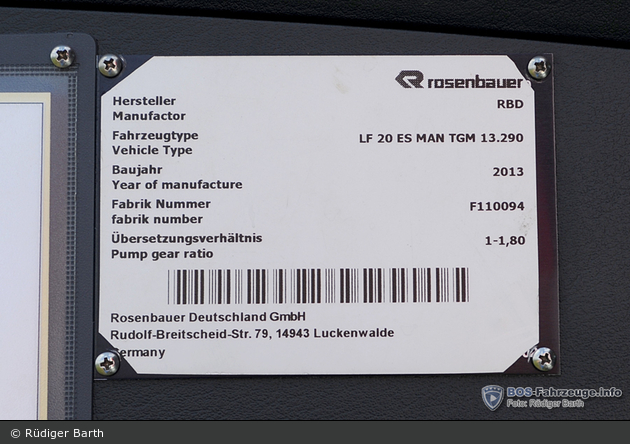 rosenbauer
Hersteller RBD
Manufactor
Fahrzeugtype LF 20 ES MAN TGM 13.290
Vehicle Type
Baujahr 2013
Year of manufacture
Fabrik Nummer F110094
fabrik number
Übersetzungsverhältnis 1-1,80
Pump gear ratio
Rosenbauer Deutschland GmbH
Rudolf-Breitscheid-Str. 79, 14943 Luckenwalde
Germany
BOS-Fahrzeuge.Info
Foto: Rüdiger Barth
© Rüdiger Barth